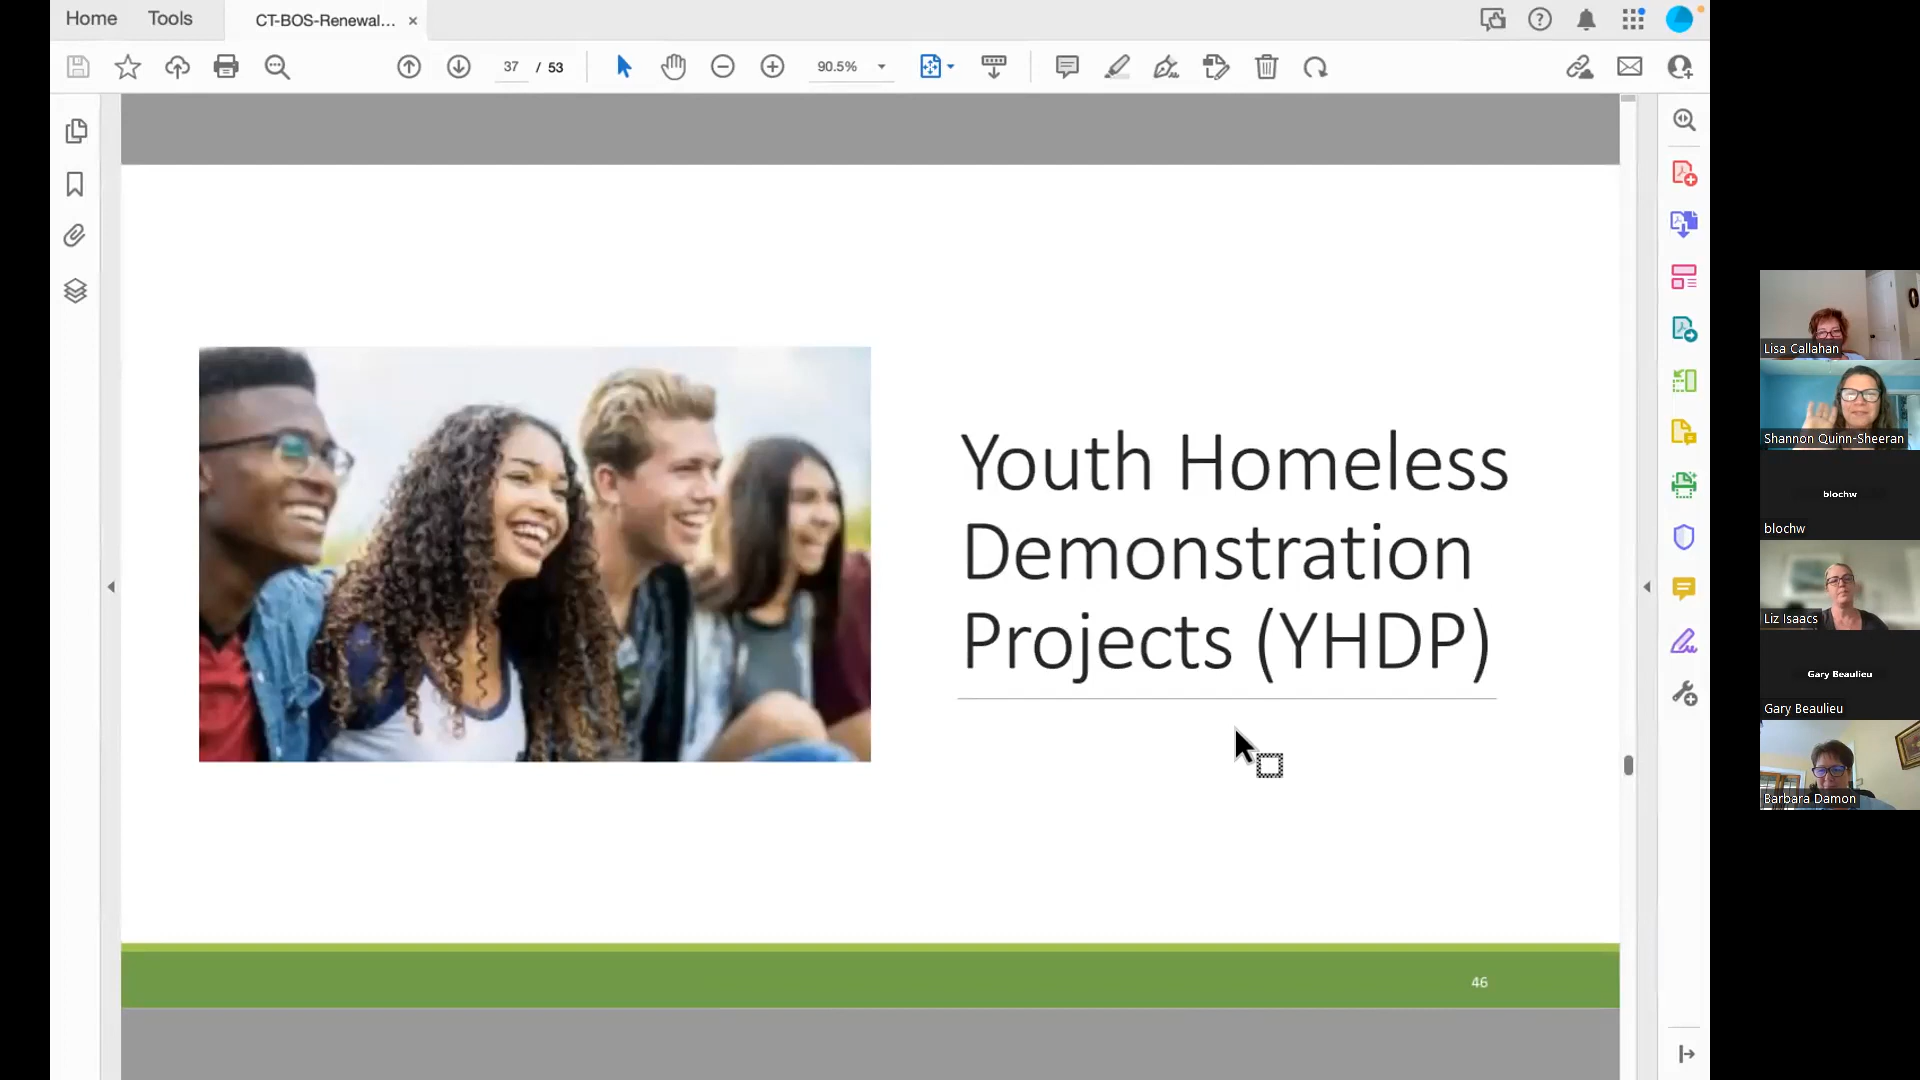 Home
Tools
CT-BOS-Renewal...
37 / 53
90.5%
Youth Homeless
Demonstration
Projects (YHDP)
46
Lisa Callahan
Shannon Quinn-Sheeran
blochw
blochw
Liz Isaacs
Gary Beaulieu
Gary Beaulieu
Barbara Damon